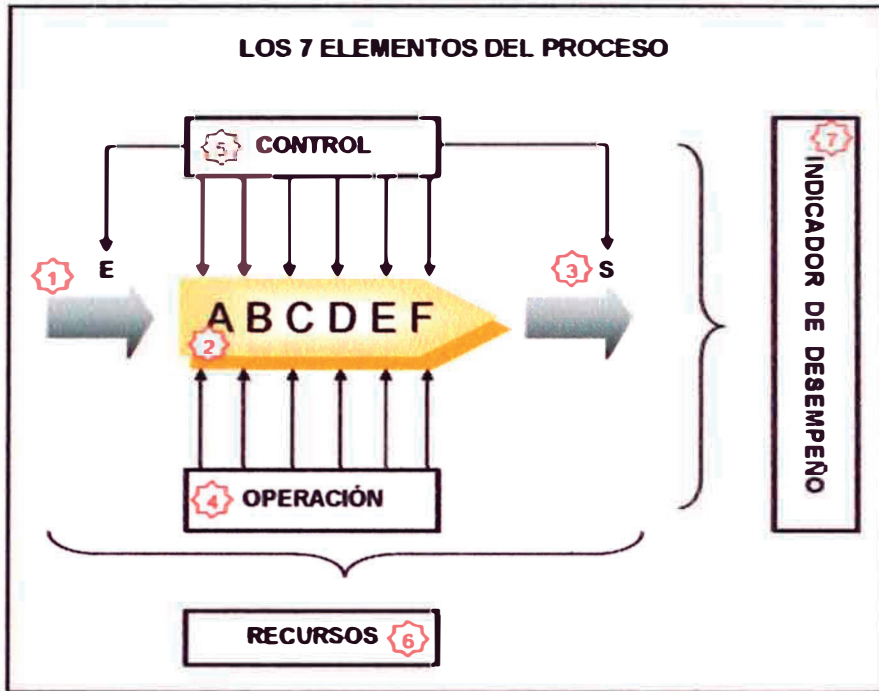 LOS 7 ELEMENTOS DEL PROCESO
5 CONTROL
7 INDICADOR DE DESEMPEÑO
1 E
3 S
A B C D E F
2
4 OPERACIÓN
RECURSOS 6